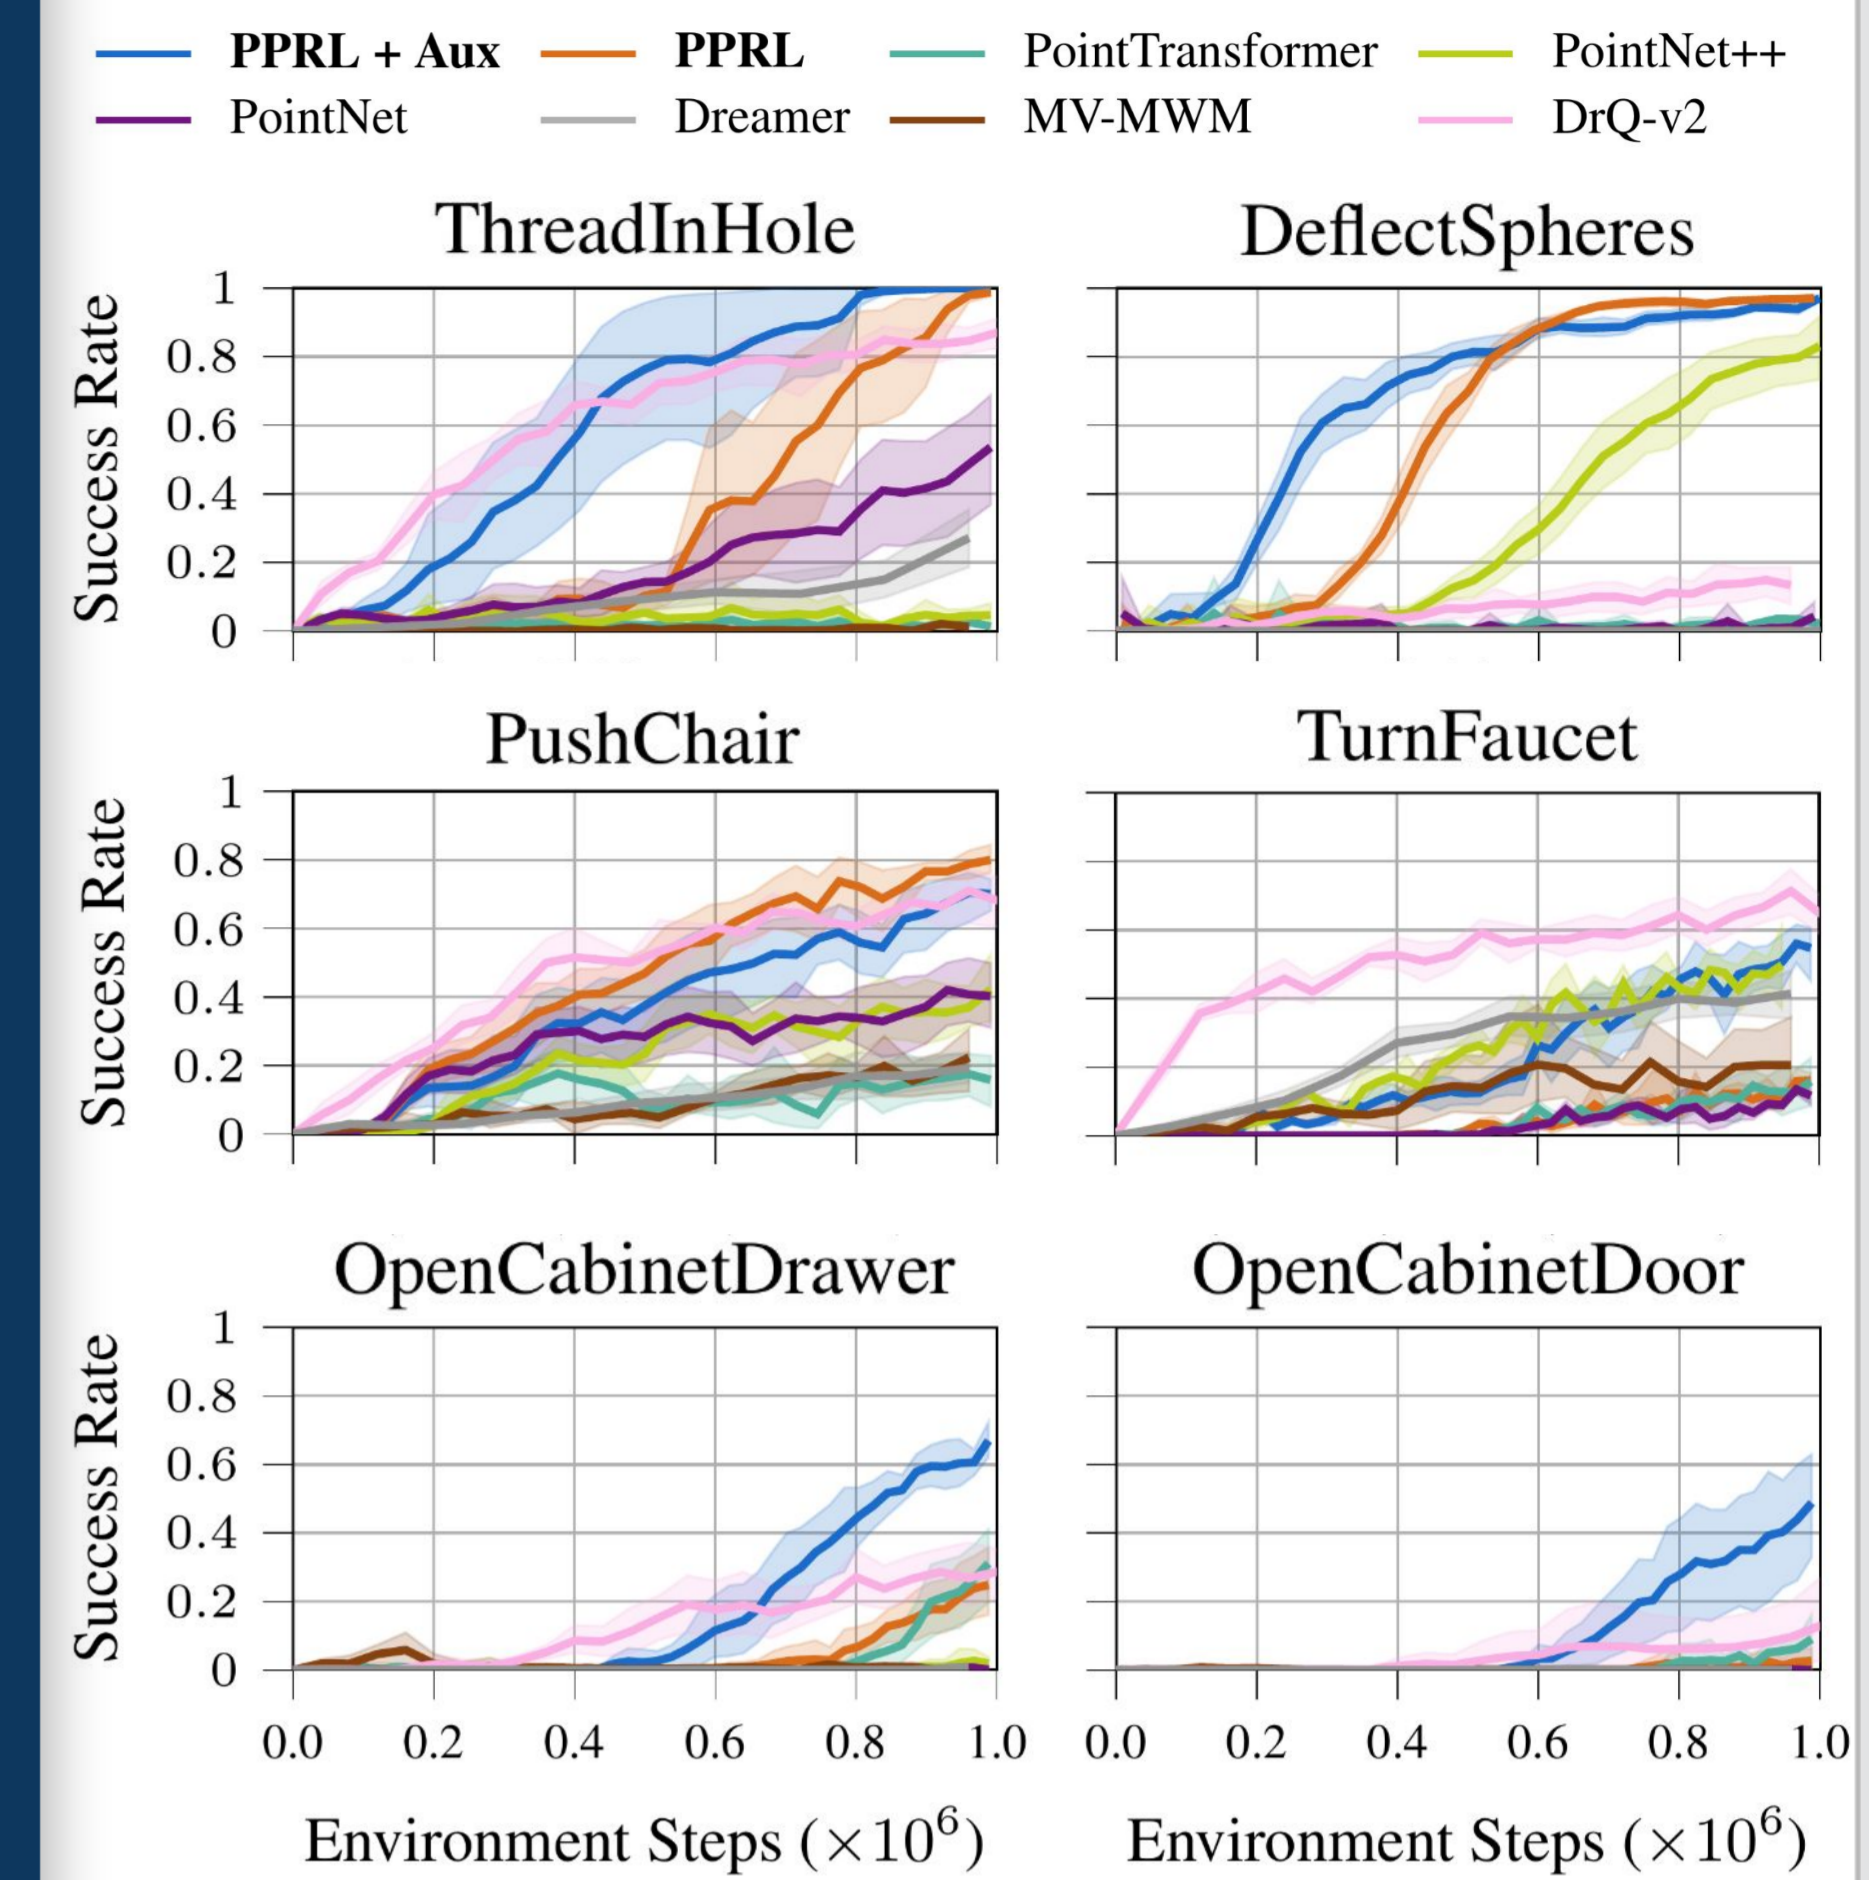 PPRL + Aux PPRL PointTransformer PointNet++
PointNet Dreamer MV-MWM DrQ-v2
ThreadInHole DeflectSpheres
Success Rate
1
0.8
0.6
0.4
0.2
0
PushChair TurnFaucet
Success Rate
1
0.8
0.6
0.4
0.2
0
OpenCabinetDrawer OpenCabinetDoor
Success Rate
1
0.8
0.6
0.4
0.2
0
0.0 0.2 0.4 0.6 0.8 1.0 0.0 0.2 0.4 0.6 0.8 1.0
Environment Steps (×10⁶) Environment Steps (×10⁶)